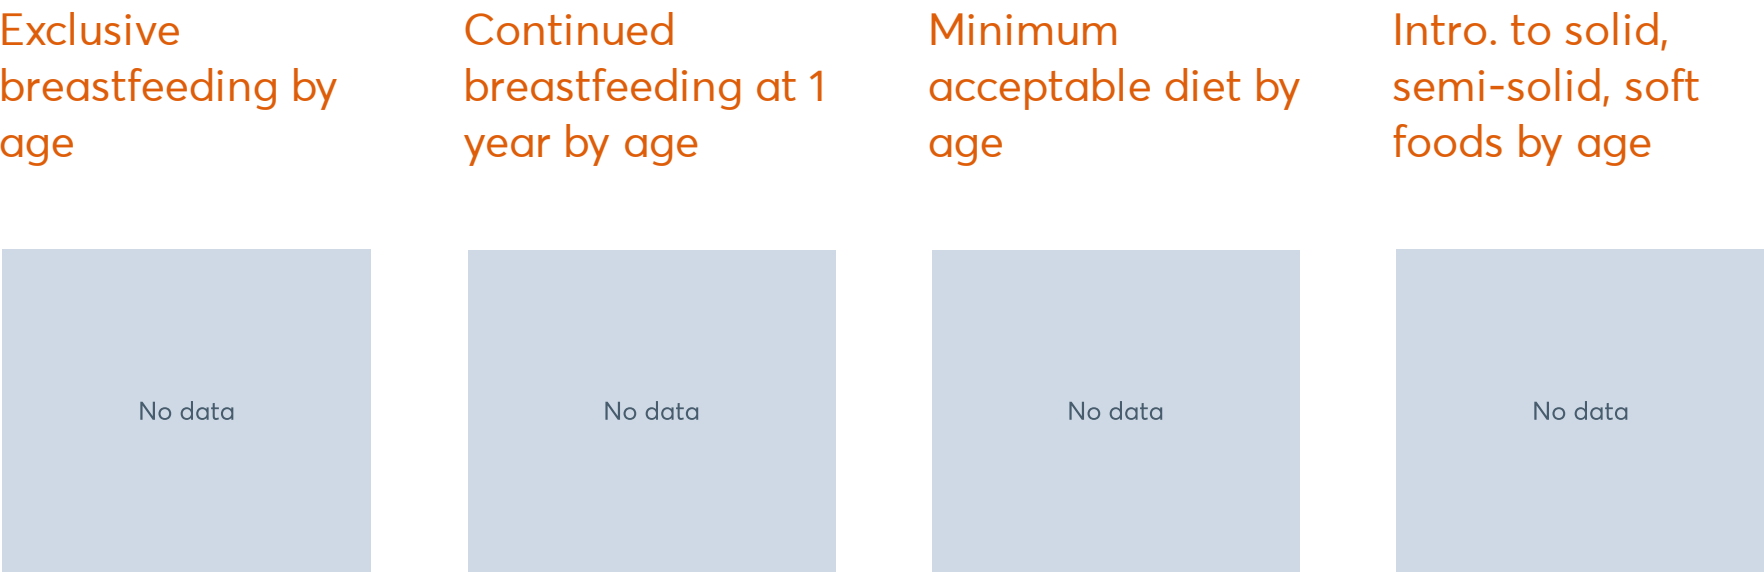 Exclusive
breastfeeding by
age
Continued
breastfeeding at 1
year by age
Minimum
acceptable diet by
age
Intro. to solid,
semi-solid, soft
foods by age
No data
No data
No data
No data